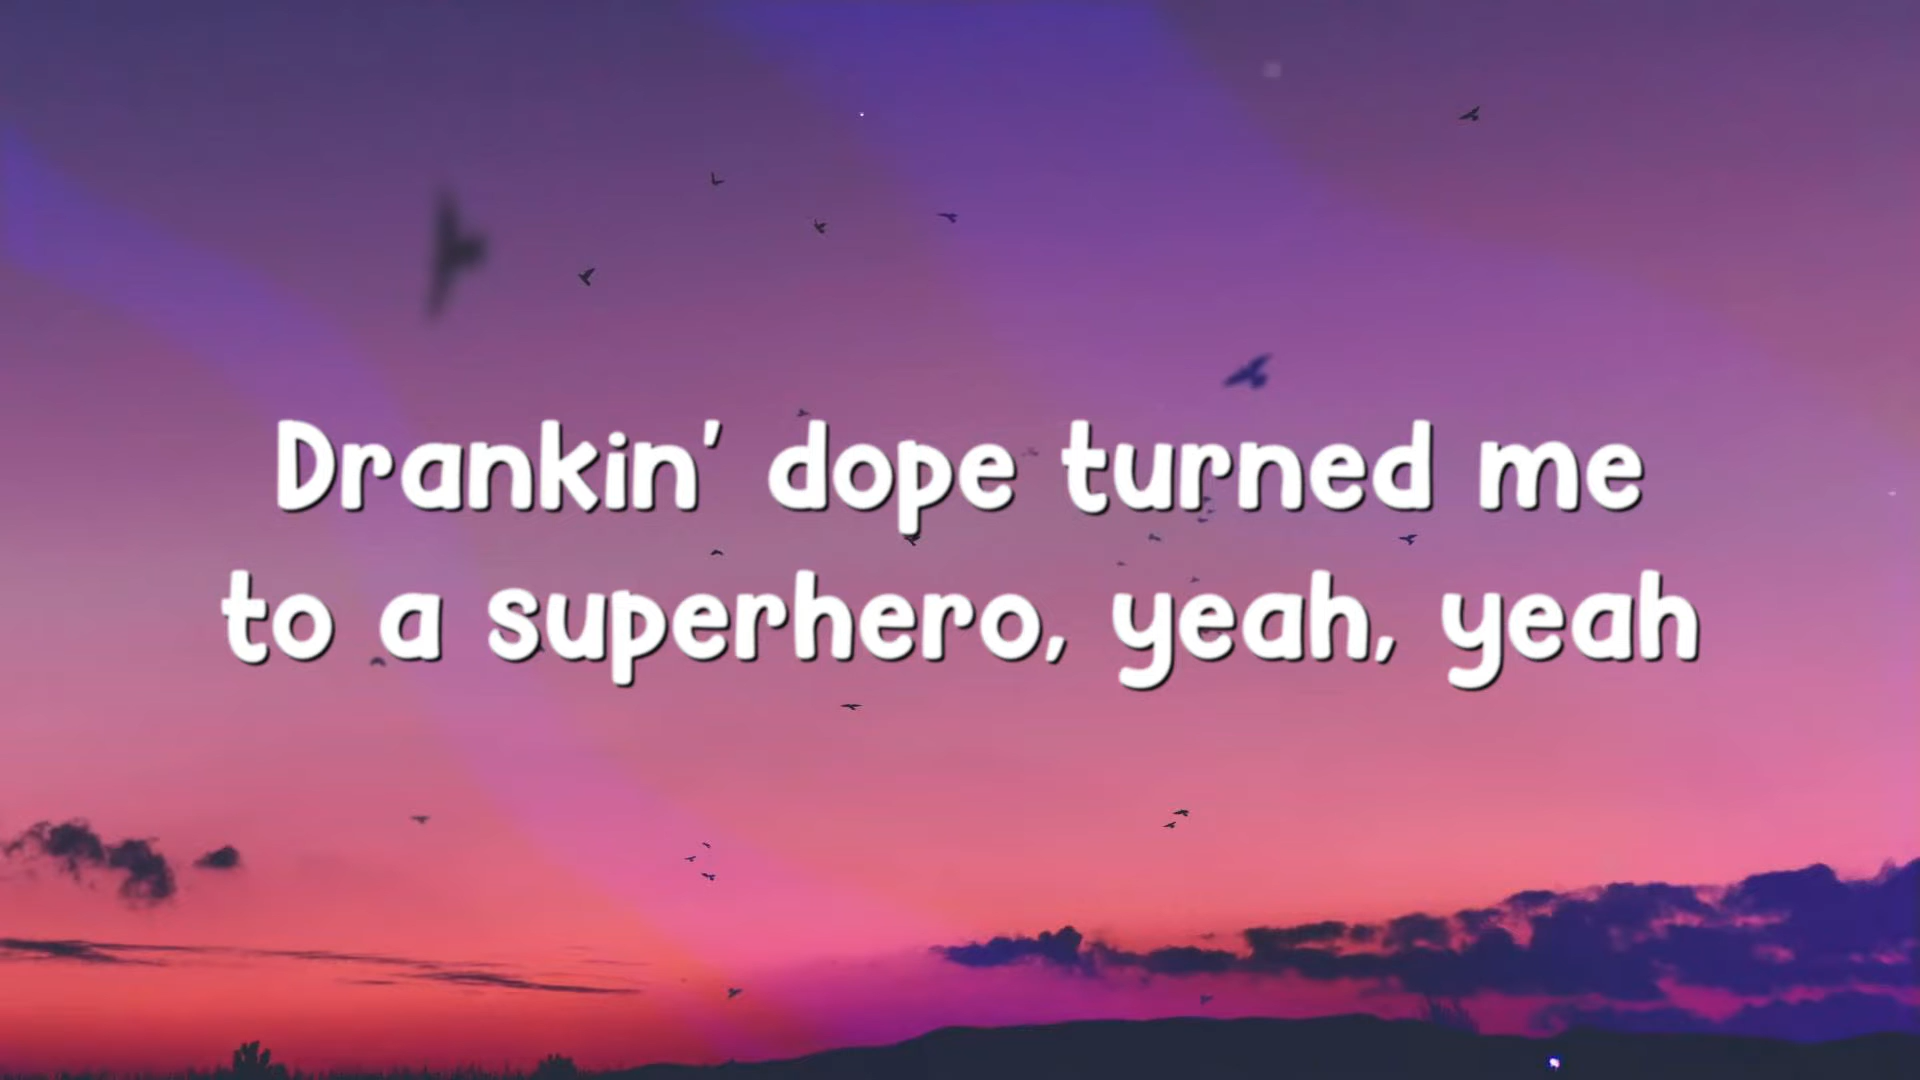 Drankin' dope turned me
to a superhero, yeah, yeah